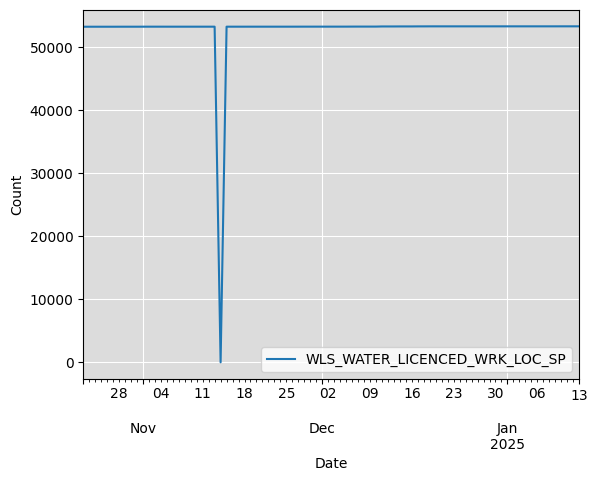 50000
40000
30000
20000
10000
0
Count
WLS_WATER_LICENCED_WRK_LOC_SP
28 04 11 18 25 02 09 16 23 30 06 13
Nov Dec Jan
2025
Date